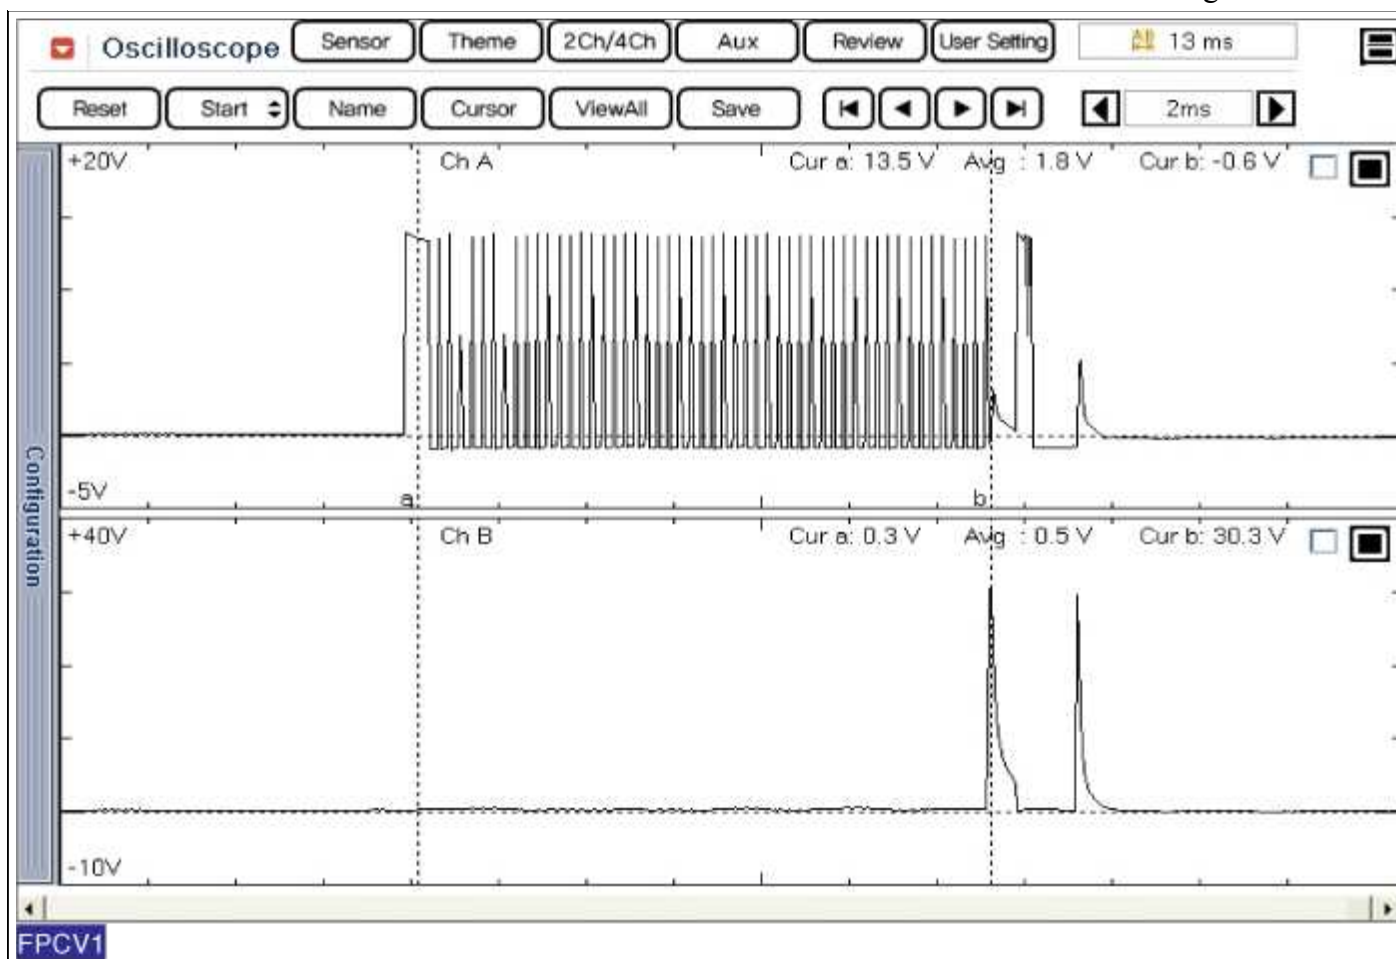 Oscilloscope Sensor Theme 2Ch/4Ch Aux Review User Setting 13 ms
Reset Start Name Cursor ViewAll Save 2ms
+20V Ch A Cur a: 13.5 V Avg : 1.8 V Cur b: -0.6 V
Configuration
-5V a b
+40V Ch B Cur a: 0.3 V Avg : 0.5 V Cur b: 30.3 V
-10V
FPCV1